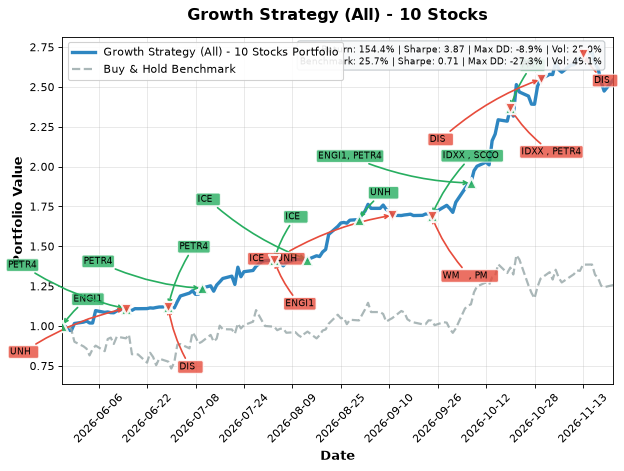 Growth Strategy (All) - 10 Stocks
Growth Strategy (All) - 10 Stocks Portfolio
Buy & Hold Benchmark
154.4% | Sharpe: 3.87 | Max DD: -8.9% | Vol:
Benchmark: 25.7% | Sharpe: 0.71 | Max DD: -27.3% | Vol: 45.1%
2.75
2.50
2.25
2.00
1.75
1.50
1.25
1.00
0.75
Portfolio Value
DIS
DIS
IDXX , PETR4
ENGI1, PETR4
IDXX , SCCO
UNH
ICE
ICE
PETR4
PETR4
PETR4
ICE
UNH
WM , PM
ENGI1
ENGI1
UNH
DIS
2026-06-06
2026-06-22
2026-07-08
2026-07-24
2026-08-09
2026-08-25
2026-09-10
2026-09-26
2026-10-12
2026-10-28
2026-11-13
Date